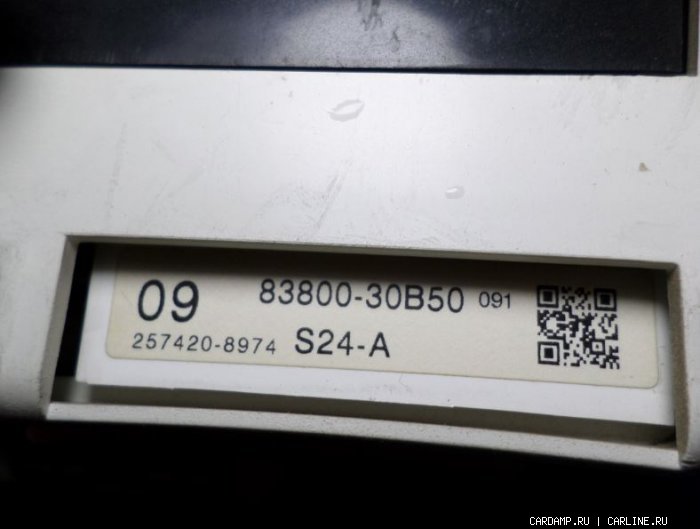 09 83800-30B50 091
257420-8974 S24-A
CARDAMP.RU | CARLINE.RU